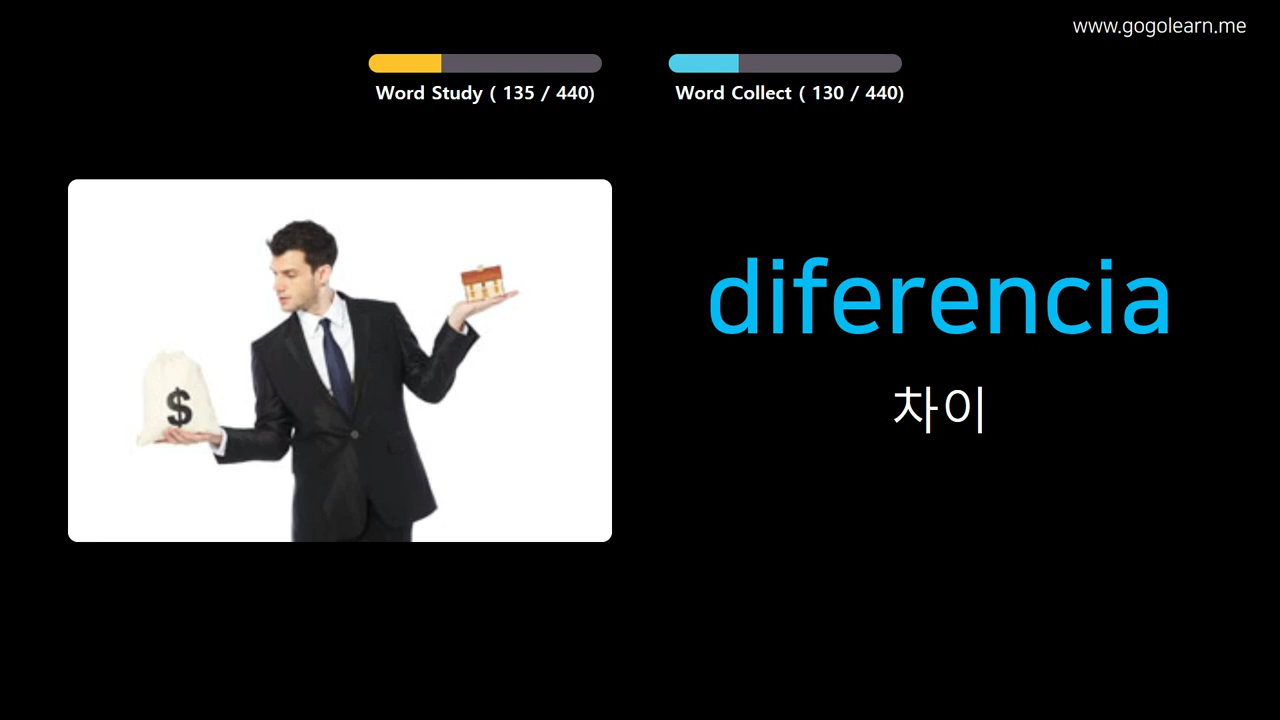 www.gogolearn.me
Word Study ( 135 / 440)
Word Collect ( 130 / 440)
$
diferencia
차이